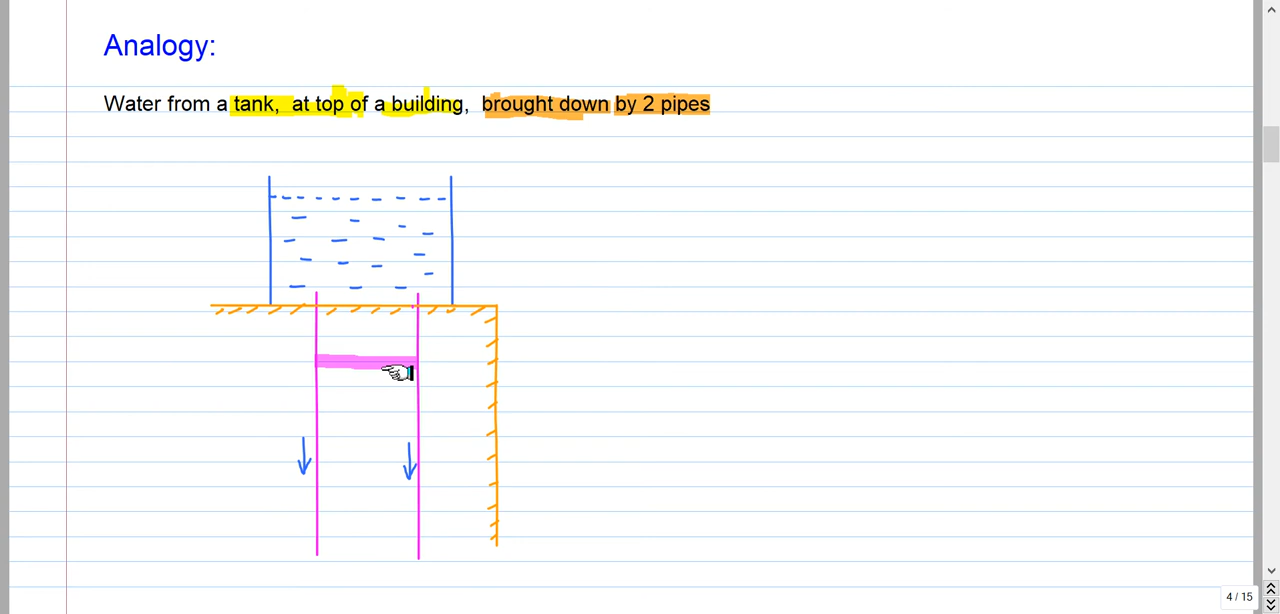 Analogy:
Water from a tank, at top of a building, brought down by 2 pipes
4 / 15